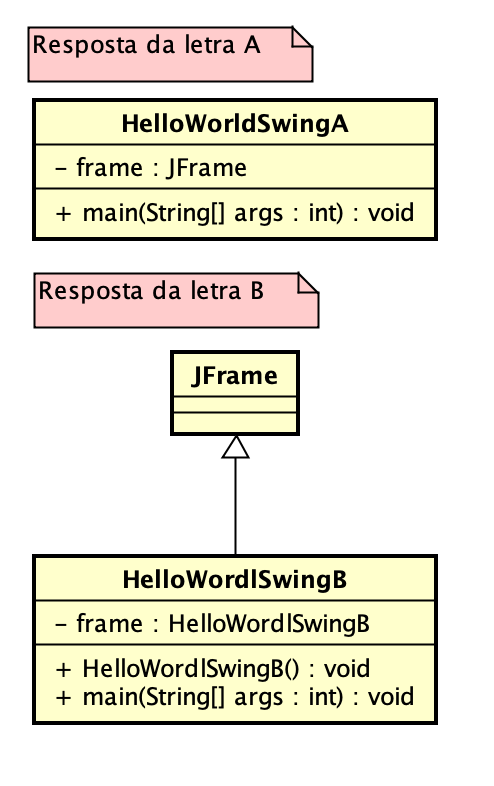 Resposta da letra A
HelloWorldSwingA
- frame : JFrame
+ main(String[] args : int) : void
Resposta da letra B
JFrame
HelloWordlSwingB
- frame : HelloWordlSwingB
+ HelloWordlSwingB() : void
+ main(String[] args : int) : void